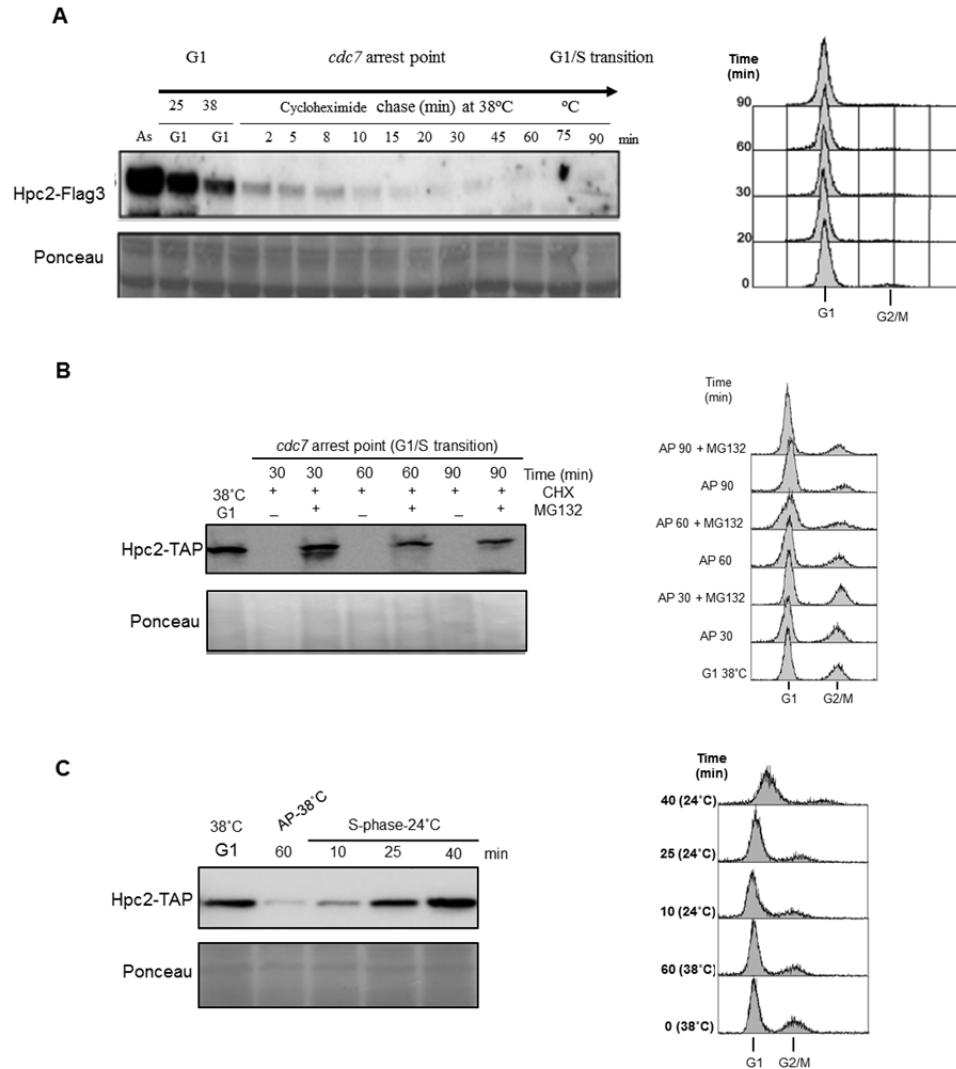 A
G1 cdc7 arrest point G1/S transition
25 38 Cycloheximide chase (min) at 38ºC ºC
As G1 G1 2 5 8 10 15 20 30 45 60 75 90 min
Hpc2-Flag3
Ponceau
Time
(min)
90
60
30
20
0
G1 G2/M
B
cdc7 arrest point (G1/S transition)
30 30 60 60 90 90 Time (min)
38˚C + + + + + + CHX
G1 – + – + – + MG132
Hpc2-TAP
Ponceau
Time
(min)
AP 90 + MG132
AP 90
AP 60 + MG132
AP 60
AP 30 + MG132
AP 30
G1 38˚C
G1 G2/M
C
38˚C AP-38˚C S-phase-24˚C
G1 60 10 25 40 min
Hpc2-TAP
Ponceau
Time
(min)
40 (24˚C)
25 (24˚C)
10 (24˚C)
60 (38˚C)
0 (38˚C)
G1 G2/M